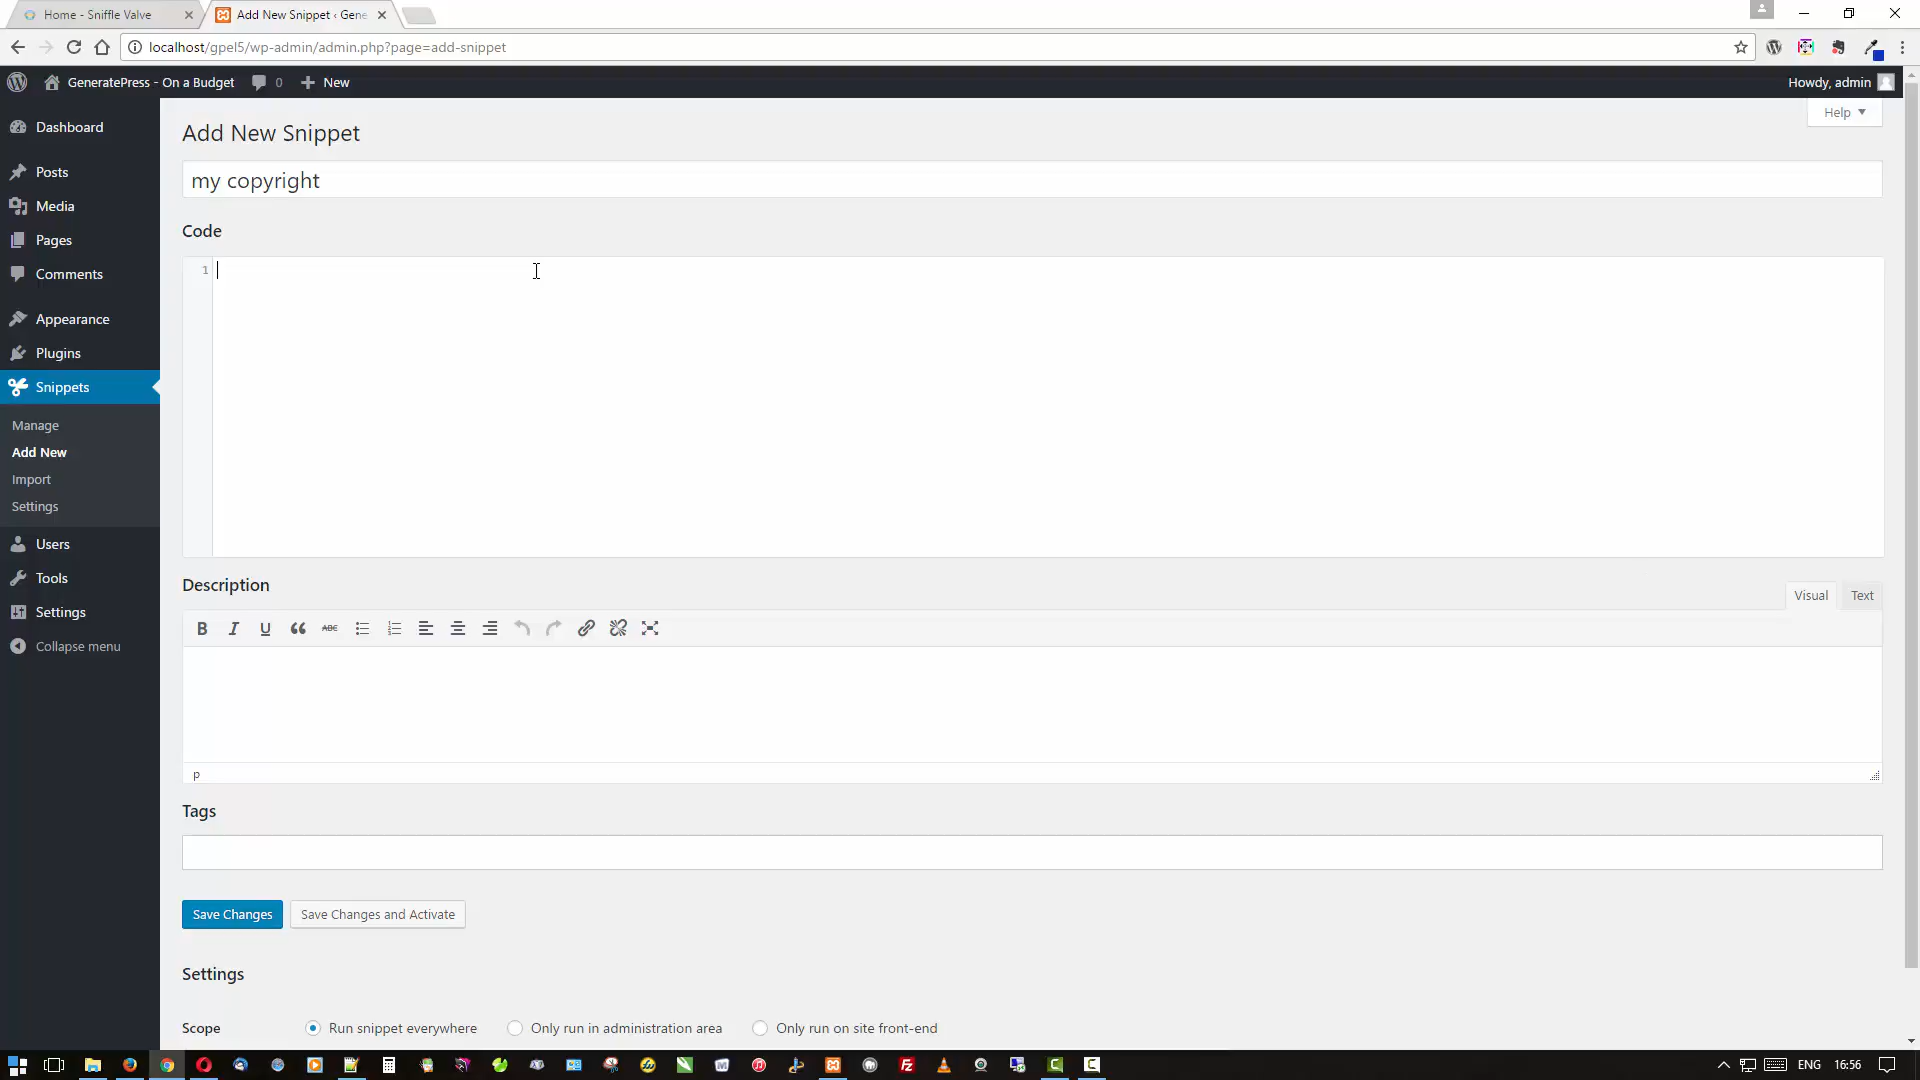 Home - Sniffle Valve
Add New Snippet ‹ Gene
localhost/gpel5/wp-admin/admin.php?page=add-snippet
GeneratePress - On a Budget
0
New
Howdy, admin
Help
Dashboard
Posts
Media
Pages
Comments
Appearance
Plugins
Snippets
Manage
Add New
Import
Settings
Users
Tools
Settings
Collapse menu
Add New Snippet
my copyright
Code
1
Description
Visual
Text
B I U ABC
p
Tags
Save Changes
Save Changes and Activate
Settings
Scope
Run snippet everywhere
Only run in administration area
Only run on site front-end
ENG
16:56